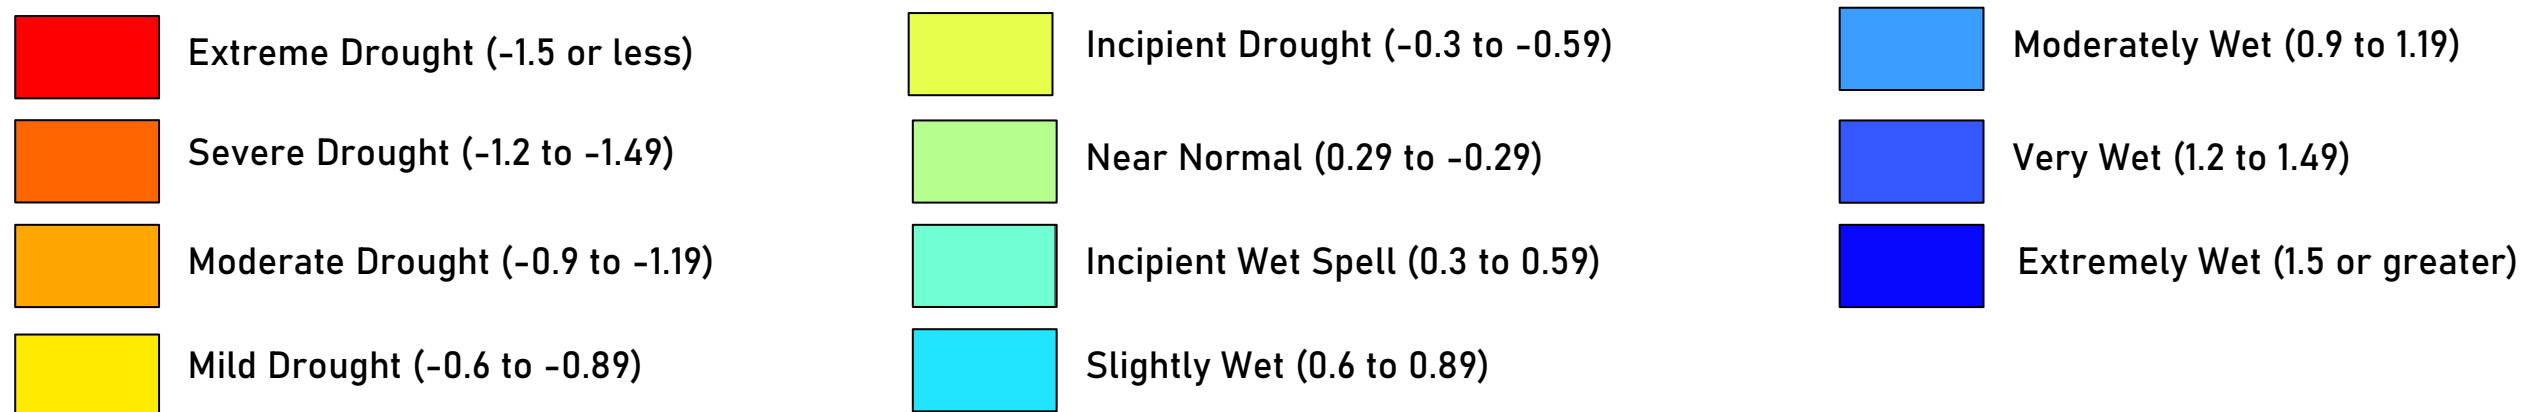 Extreme Drought (-1.5 or less)
Severe Drought (-1.2 to -1.49)
Moderate Drought (-0.9 to -1.19)
Mild Drought (-0.6 to -0.89)
Incipient Drought (-0.3 to -0.59)
Near Normal (0.29 to -0.29)
Incipient Wet Spell (0.3 to 0.59)
Slightly Wet (0.6 to 0.89)
Moderately Wet (0.9 to 1.19)
Very Wet (1.2 to 1.49)
Extremely Wet (1.5 or greater)